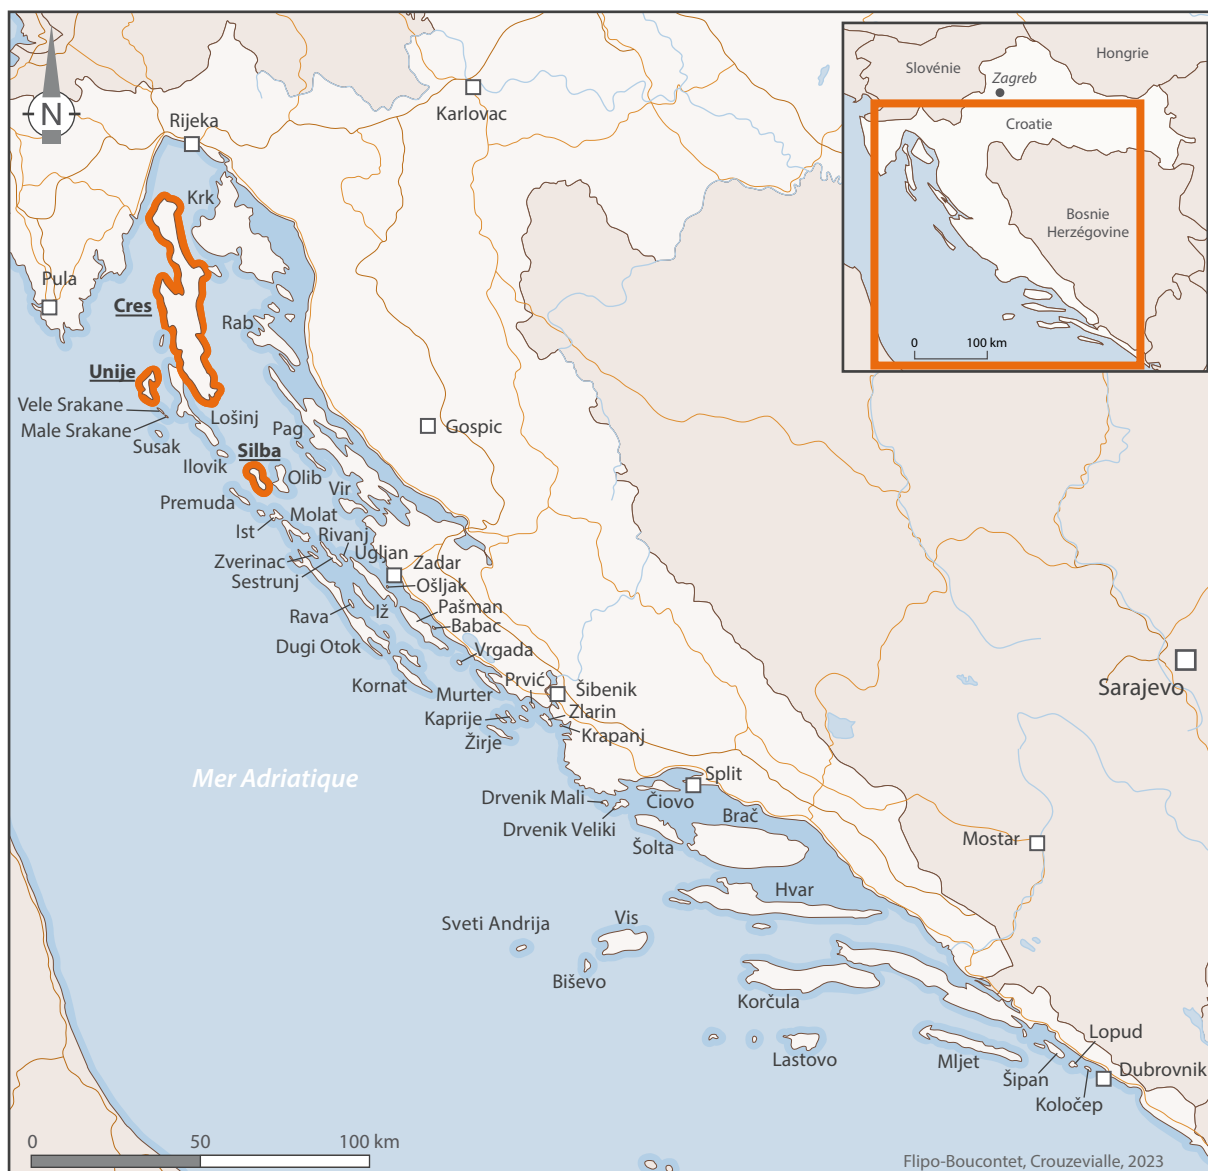 Hongrie
Slovénie
Zagreb
Croatie
Bosnie
Herzégovine
0
100 km
N
Rijeka
Karlovac
Krk
Pula
Cres
Rab
Unije
Vele Srakane
Male Srakane
Lošinj
Gospic
Susak
Pag
Ilovik
Silba
Olib
Vir
Premuda
Molat
Ist
Rivanj
Ugljan
Zverinac
Zadar
Sestrunj
Ošljak
Pašman
Rava
Iž
Babac
Dugi Otok
Vrgada
Kornat
Prvić
Murter
Šibenik
Sarajevo
Kaprije
Zlarin
Žirje
Krapanj
Mer Adriatique
Split
Drvenik Mali
Čiovo
Brač
Drvenik Veliki
Šolta
Mostar
Hvar
Sveti Andrija
Vis
Biševo
Korčula
Lopud
Lastovo
Mljet
Šipan
Dubrovnik
Koločep
0
50
100 km
Flipo-Boucontet, Crouzevialle, 2023